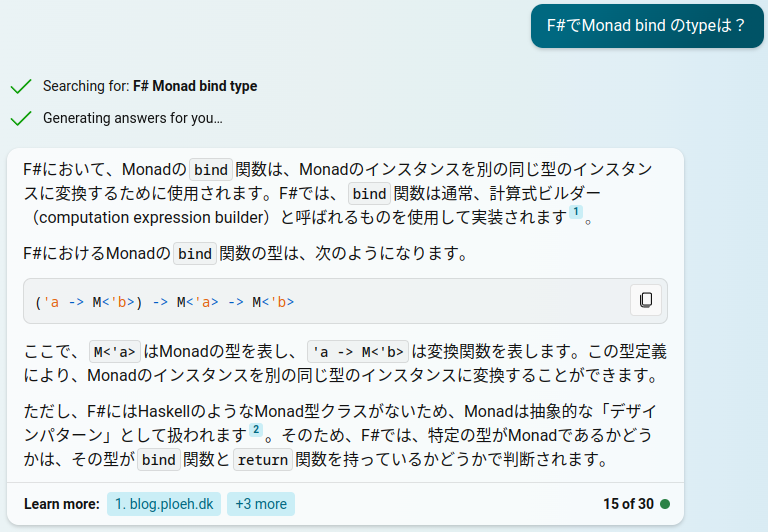 F#でMonad bind のtypeは？
Searching for: F# Monad bind type
Generating answers for you…
F#において、Monadの bind 関数は、Monadのインスタンスを別の同じ型のインスタン
スに変換するために使用されます。F#では、 bind 関数は通常、計算式ビルダー
（computation expression builder）と呼ばれるものを使用して実装されます 1 。
F#におけるMonadの bind 関数の型は、次のようになります。
('a -> M<'b>) -> M<'a> -> M<'b>
ここで、 M<'a> はMonadの型を表し、 'a -> M<'b> は変換関数を表します。この型定義
により、Monadのインスタンスを別の同じ型のインスタンスに変換することができます。
ただし、F#にはHaskellのようなMonad型クラスがないため、Monadは抽象的な「デザイ
ンパターン」として扱われます 2 。そのため、F#では、特定の型がMonadであるかどう
かは、その型が bind 関数と return 関数を持っているかどうかで判断されます。
Learn more: 1. blog.ploeh.dk +3 more 15 of 30